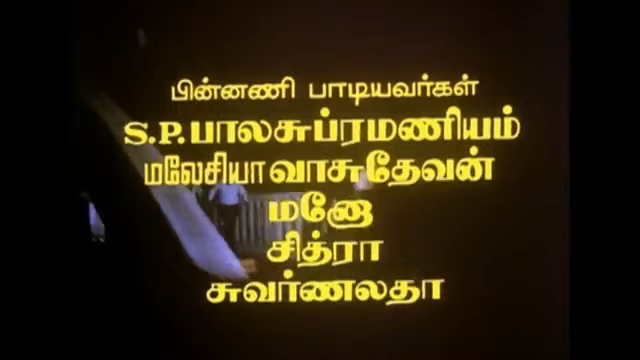 பின்னணி பாடியவர்கள்
S.P.பாலசுப்ரமணியம்
மலேசியா வாசுதேவன்
மனோ
சித்ரா
சுவர்ணலதா